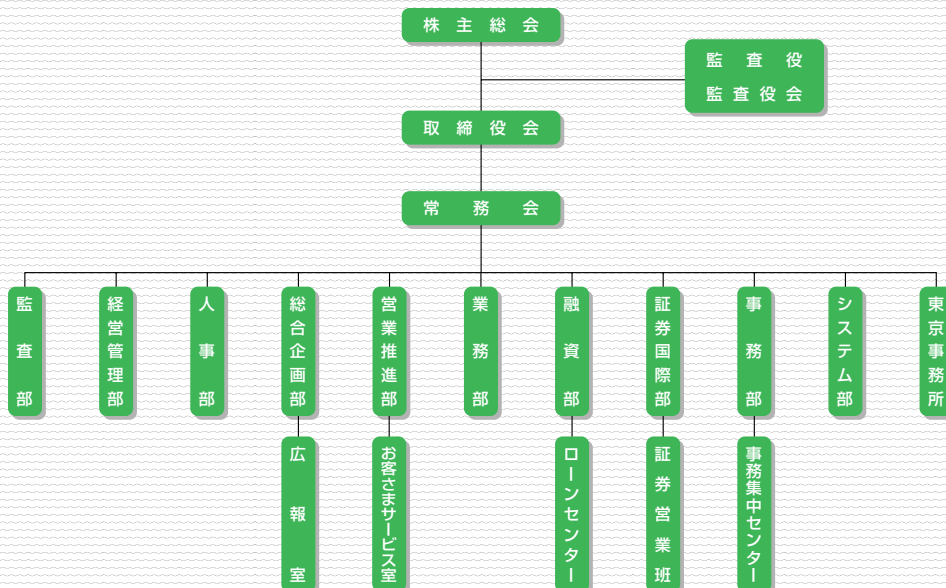 株主総会
監査役
監査役会
取締役会
常務会
監査部
経営管理部
人事部
総合企画部
営業推進部
業務部
融資部
証券国際部
事務部
システム部
東京事務所
広報室
お客さまサービス室
ローンセンター
証券営業班
事務集中センター